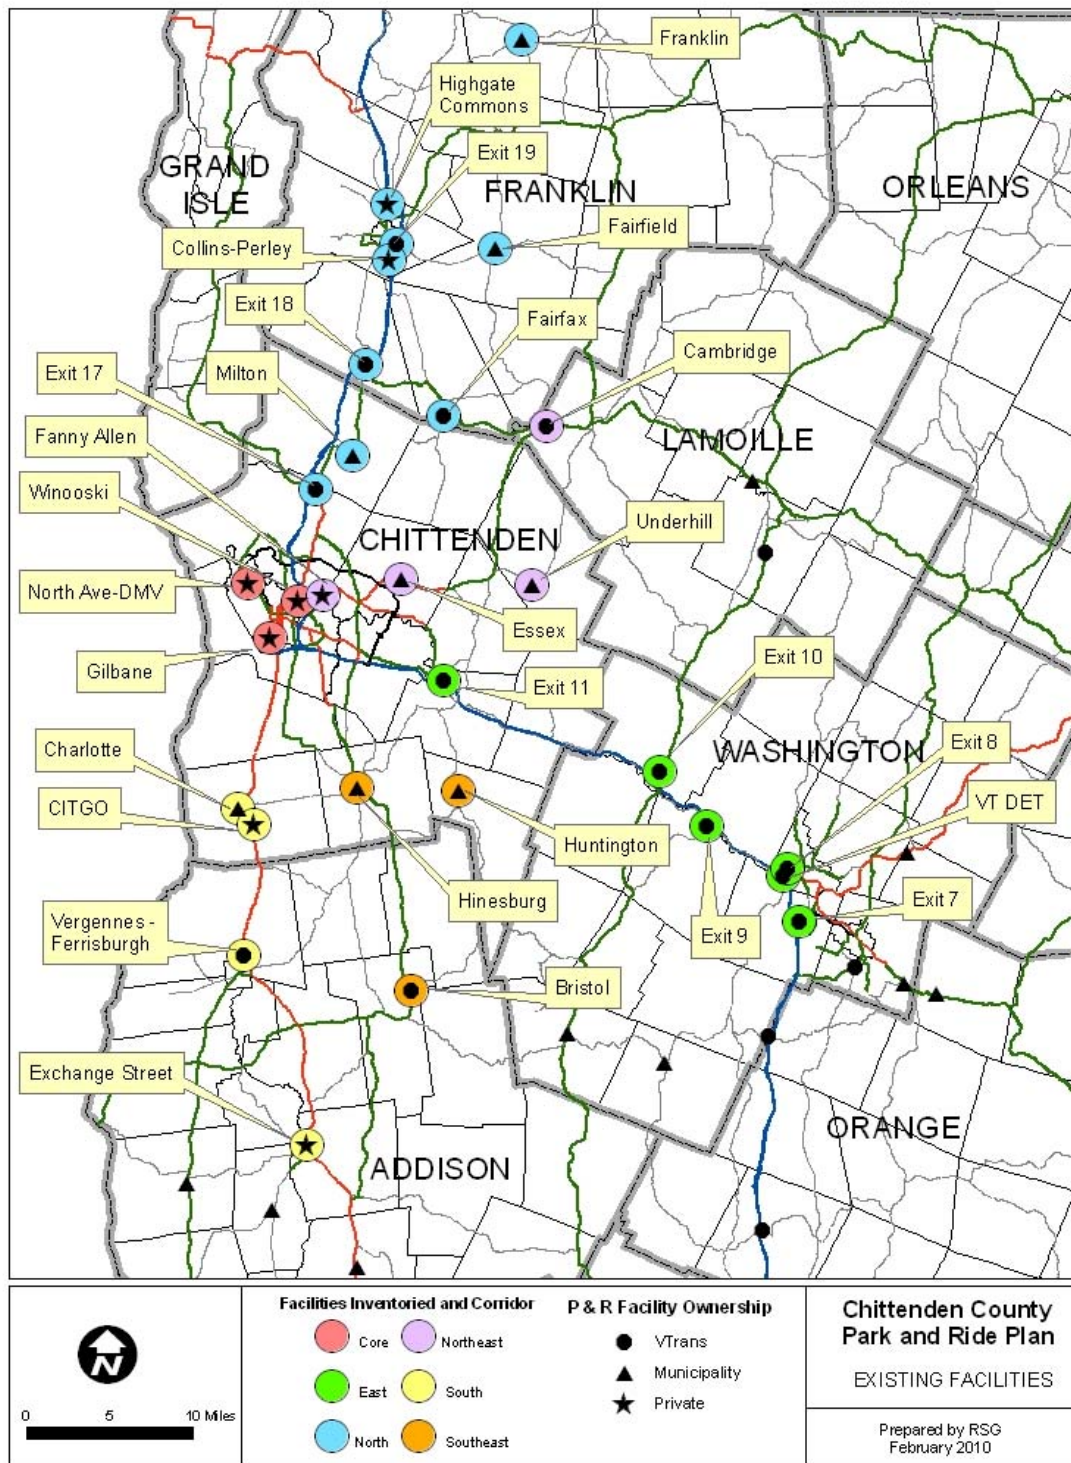 Franklin
Highgate
Commons
Exit 19
GRAND
ISLE
FRANKLIN
ORLEANS
Collins-Perley
Fairfield
Exit 18
Fairfax
Cambridge
Exit 17
Milton
Fanny Allen
LAMOILLE
Winooski
Underhill
CHITTENDEN
North Ave-DMV
Essex
Gilbane
Exit 10
Exit 11
Charlotte
WASHINGTON
Exit 8
CITGO
VT DET
Huntington
Hinesburg
Exit 7
Vergennes -
Ferrisburgh
Exit 9
Bristol
Exchange Street
ORANGE
ADDISON
N
0 5 10 Miles
Facilities Inventoried and Corridor
Core
Northeast
East
South
North
Southeast
P & R Facility Ownership
VTrans
Municipality
Private
Chittenden County
Park and Ride Plan
EXISTING FACILITIES
Prepared by RSG
February 2010